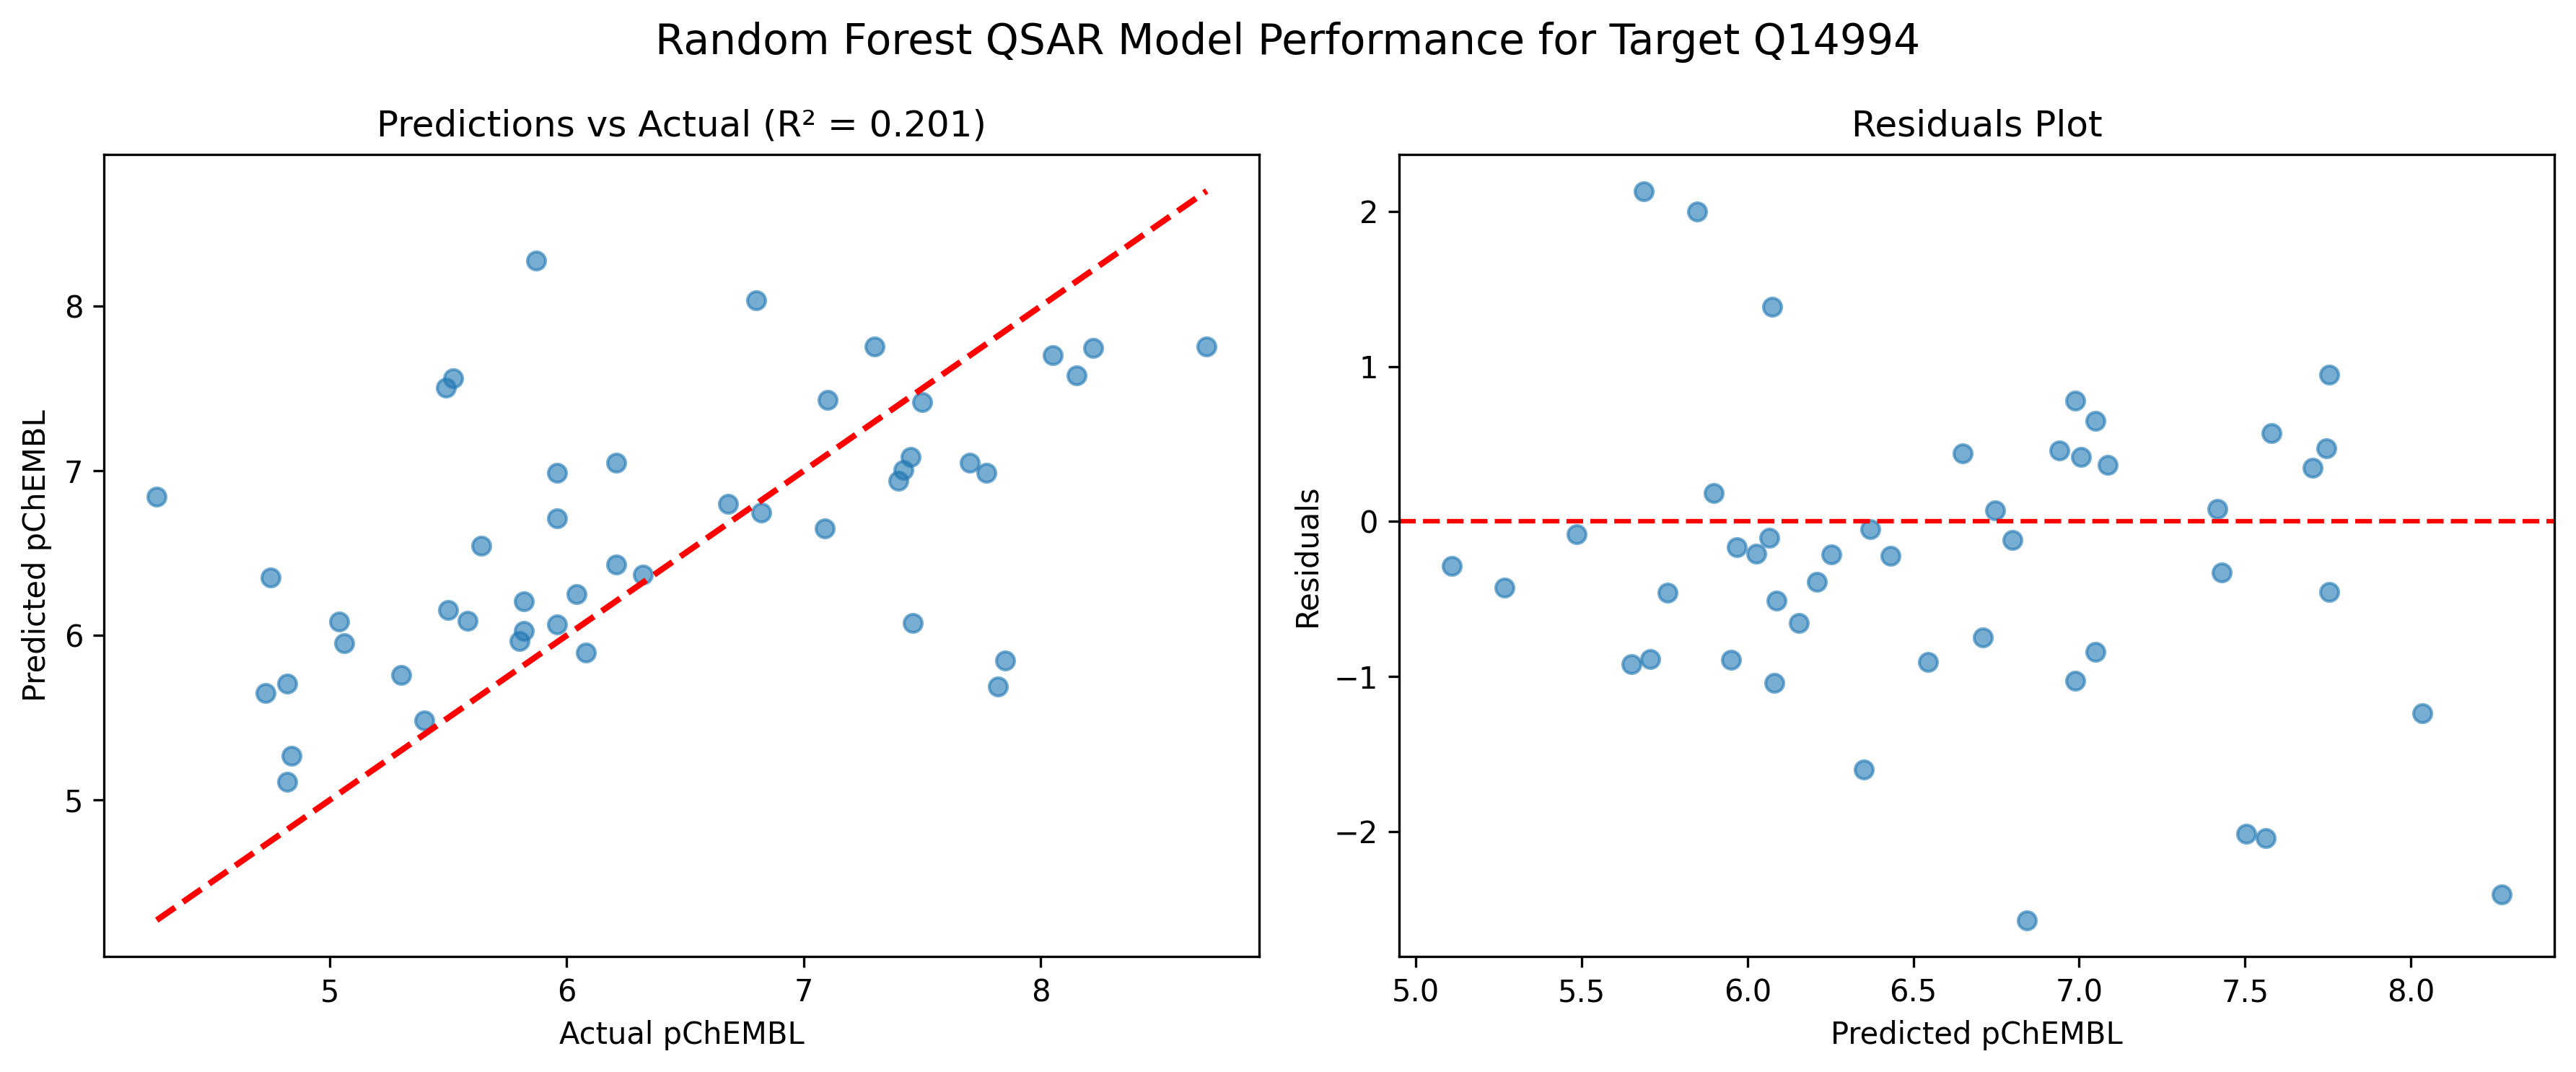 Random Forest QSAR Model Performance for Target Q14994
Predictions vs Actual (R² = 0.201)
Predicted pChEMBL
8
7
6
5
5
6
7
8
Actual pChEMBL
Residuals Plot
Residuals
2
1
0
−1
−2
5.0
5.5
6.0
6.5
7.0
7.5
8.0
Predicted pChEMBL